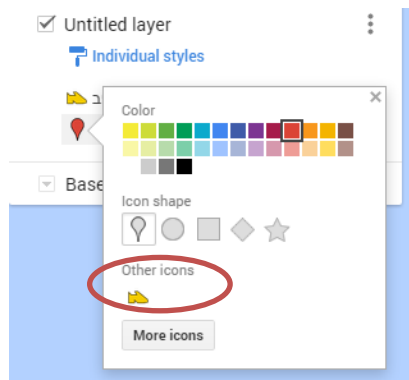 Untitled layer
Individual styles
ב
Color
Base
Icon shape
Other icons
More icons